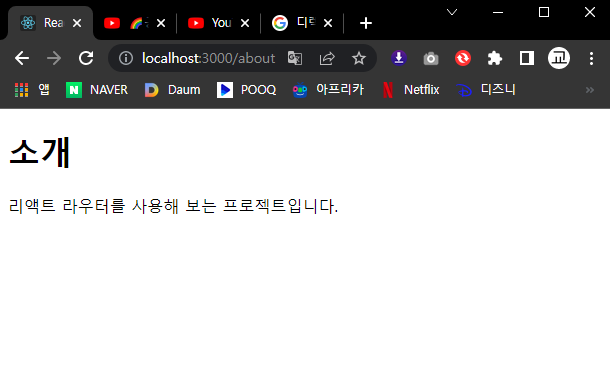 Rea
You
localhost:3000/about
교
앱 NAVER Daum POOQ 아프리카 Netflix 디즈니
소개
리액트 라우터를 사용해 보는 프로젝트입니다.